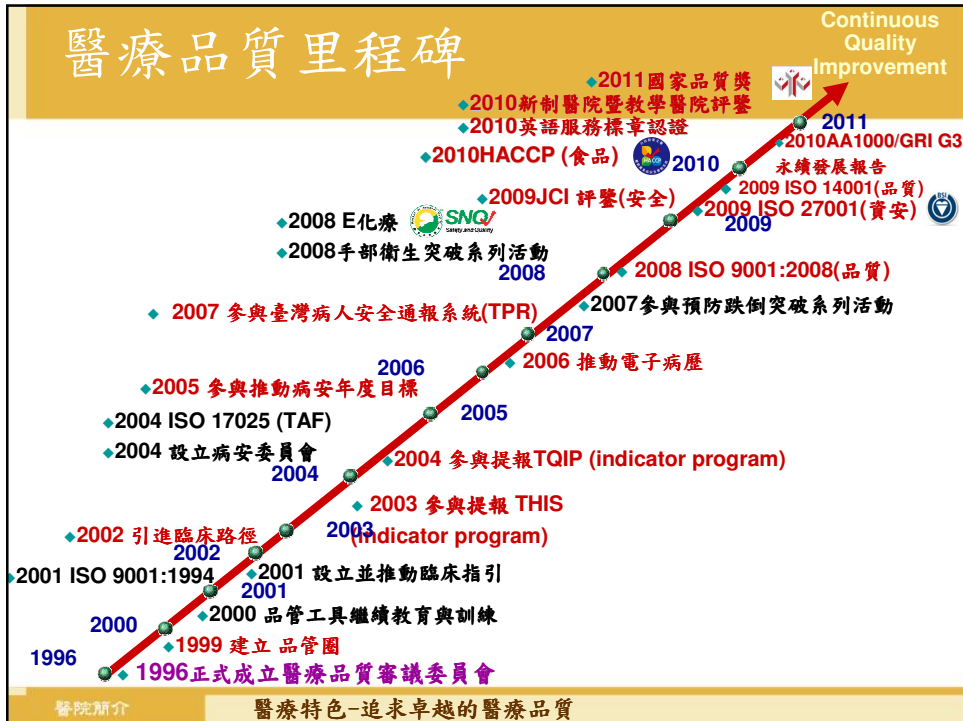 醫療品質里程碑
Continuous
Quality
Improvement
2011國家品質獎
2010新制醫院暨教學醫院評鑒
2010英語服務標章認證
2011
2010AA1000/GRI G3
永續發展報告
2010HACCP (食品)
HACCP
2010
2009 ISO 14001(品質)
2009JCI 評鑒(安全)
2009 ISO 27001(資安)
BSI
2009
2008 E化療
SNQ
Safety and Quality
2008手部衛生突破系列活動
2008
2008 ISO 9001:2008(品質)
2007參與預防跌倒突破系列活動
2007 參與臺灣病人安全通報系統(TPR)
2007
2006
2006 推動電子病歷
2005 參與推動病安年度目標
2005
2004 ISO 17025 (TAF)
2004 設立病安委員會
2004
2004 參與提報TQIP (indicator program)
2003 參與提報 THIS
(indicator program)
2003
2002 引進臨床路徑
2002
2001 ISO 9001:1994
2001 設立並推動臨床指引
2001
2000 品管工具繼續教育與訓練
2000
1999 建立 品管圈
1996
1996正式成立醫療品質審議委員會
醫院簡介
醫療特色-追求卓越的醫療品質